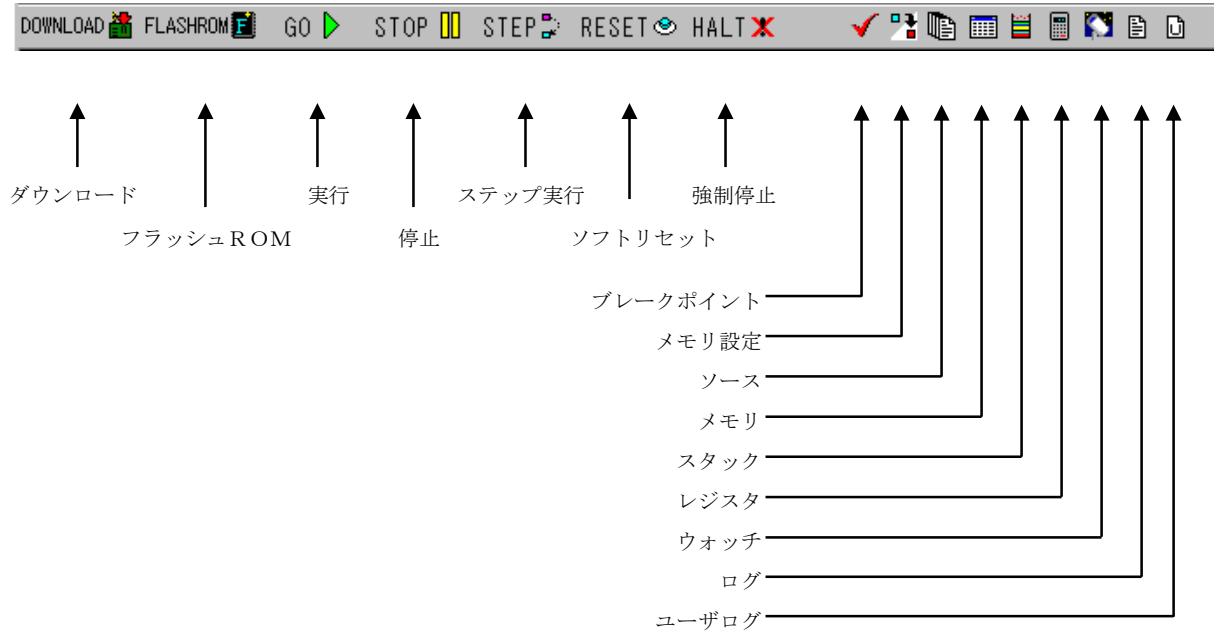 DOWNLOAD FLASHROM GO STOP STEP RESET HALT
ダウンロード 実行 ステップ実行 強制停止
フラッシュＲＯＭ 停止 ソフトリセット
ブレークポイント
メモリ設定
ソース
メモリ
スタック
レジスタ
ウォッチ
ログ
ユーザログ